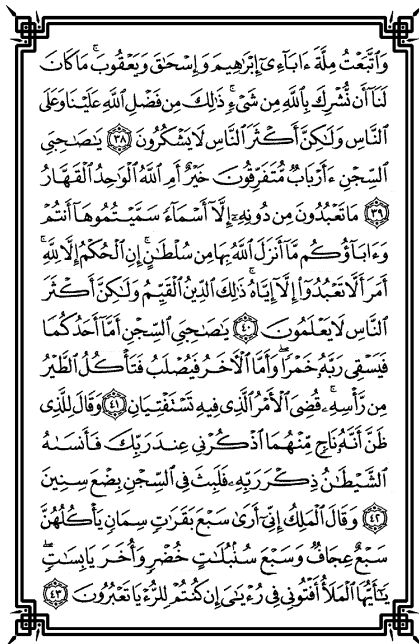 وَٱتَّبَعۡتُ مِلَّةَ ءَابَآءِيٓ إِبۡرَٰهِيمَ وَإِسۡحَٰقَ وَيَعۡقُوبَۚ مَا كَانَ
لَنَآ أَن نُّشۡرِكَ بِٱللَّهِ مِن شَيۡءٖۚ ذَٰلِكَ مِن فَضۡلِ ٱللَّهِ عَلَيۡنَا وَعَلَى
ٱلنَّاسِ وَلَٰكِنَّ أَكۡثَرَ ٱلنَّاسِ لَا يَشۡكُرُونَ ٣٨ يَٰصَٰحِبَيِ
ٱلسِّجۡنِ ءَأَرۡبَابٞ مُّتَفَرِّقُونَ خَيۡرٌ أَمِ ٱللَّهُ ٱلۡوَٰحِدُ ٱلۡقَهَّارُ
٣٩ مَا تَعۡبُدُونَ مِن دُونِهِۦٓ إِلَّآ أَسۡمَآءٗ سَمَّيۡتُمُوهَآ أَنتُمۡ
وَءَابَآؤُكُم مَّآ أَنزَلَ ٱللَّهُ بِهَا مِن سُلۡطَٰنٍۚ إِنِ ٱلۡحُكۡمُ إِلَّا لِلَّهِ
أَمَرَ أَلَّا تَعۡبُدُوٓاْ إِلَّآ إِيَّاهُۚ ذَٰلِكَ ٱلدِّينُ ٱلۡقَيِّمُ وَلَٰكِنَّ أَكۡثَرَ
ٱلنَّاسِ لَا يَعۡلَمُونَ ٤٠ يَٰصَٰحِبَيِ ٱلسِّجۡنِ أَمَّآ أَحَدُكُمَا
فَيَسۡقِي رَبَّهُۥ خَمۡرٗاۖ وَأَمَّا ٱلۡأٓخَرُ فَيُصۡلَبُ فَتَأۡكُلُ ٱلطَّيۡرُ
مِن رَّأۡسِهِۦۚ قُضِيَ ٱلۡأَمۡرُ ٱلَّذِي فِيهِ تَسۡتَفۡتِيَانِ ٤١ وَقَالَ لِلَّذِي
ظَنَّ أَنَّهُۥ نَاجٖ مِّنۡهُمَا ٱذۡكُرۡنِي عِندَ رَبِّكَ فَأَنسَىٰهُ
ٱلشَّيۡطَٰنُ ذِكۡرَ رَبِّهِۦ فَلَبِثَ فِي ٱلسِّجۡنِ بِضۡعَ سِنِينَ
٤٢ وَقَالَ ٱلۡمَلِكُ إِنِّيٓ أَرَىٰ سَبۡعَ بَقَرَٰتٖ سِمَانٖ يَأۡكُلُهُنَّ
سَبۡعٌ عِجَافٞ وَسَبۡعَ سُنۢبُلَٰتٍ خُضۡرٖ وَأُخَرَ يَابِسَٰتٖۖ
يَٰٓأَيُّهَا ٱلۡمَلَأُ أَفۡتُونِي فِي رُءۡيَٰيَ إِن كُنتُمۡ لِلرُّءۡيَا تَعۡبُرُونَ ٤٣